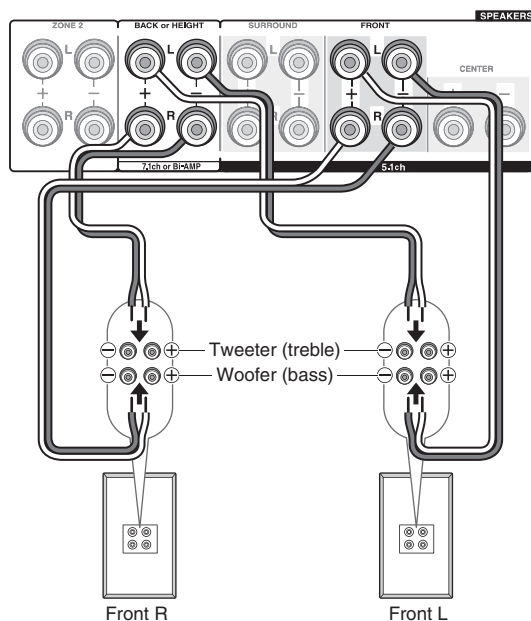 SPEAKERS
ZONE 2 BACK or HEIGHT SURROUND FRONT
L L L
CENTER
+ − + − + − + −
R R R
7.1ch or Bi-AMP 5.1ch
− + Tweeter (treble) − +
− + Woofer (bass) − +
Front R Front L